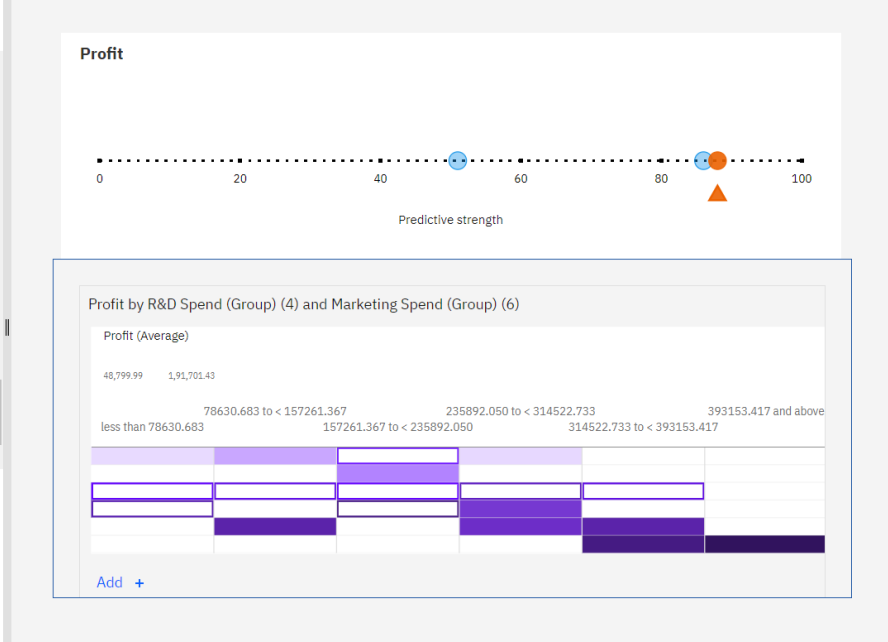 Profit
0 20 40 60 80 100
Predictive strength
Profit by R&D Spend (Group) (4) and Marketing Spend (Group) (6)
Profit (Average)
48,799.99 1,91,701.43
78630.683 to < 157261.367 235892.050 to < 314522.733 393153.417 and above
less than 78630.683 157261.367 to < 235892.050 314522.733 to < 393153.417
Add +